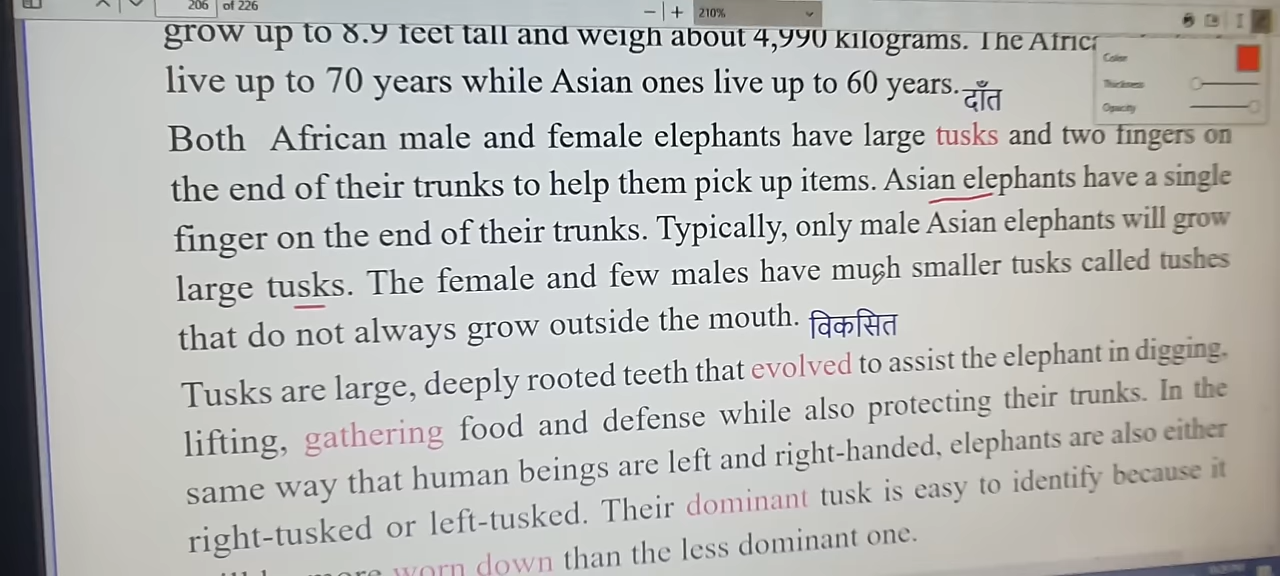 206 of 226
210%
grow up to 8.9 feet tall and weigh about 4,990 kilograms. The
Color
live up to 70 years while Asian ones live up to 60 years.
Thickness
दाँत
Opacity
Both African male and female elephants have large tusks and two fingers on
the end of their trunks to help them pick up items. Asian elephants have a single
finger on the end of their trunks. Typically, only male Asian elephants will grow
large tusks. The female and few males have much smaller tusks called tushes
that do not always grow outside the mouth. विकसित
Tusks are large, deeply rooted teeth that evolved to assist the elephant in digging,
lifting, gathering food and defense while also protecting their trunks. In the
same way that human beings are left and right-handed, elephants are also either
right-tusked or left-tusked. Their dominant tusk is easy to identify because it
worn down than the less dominant one.